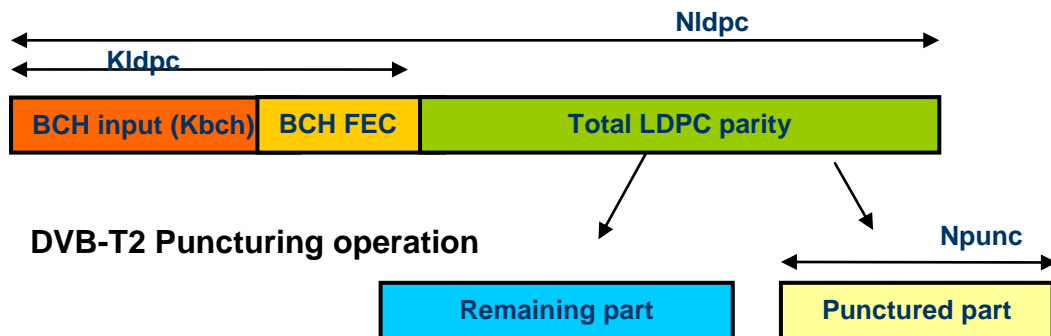 Nldpc
Kldpc
BCH input (Kbch) BCH FEC Total LDPC parity
DVB-T2 Puncturing operation
Npunc
Remaining part Punctured part